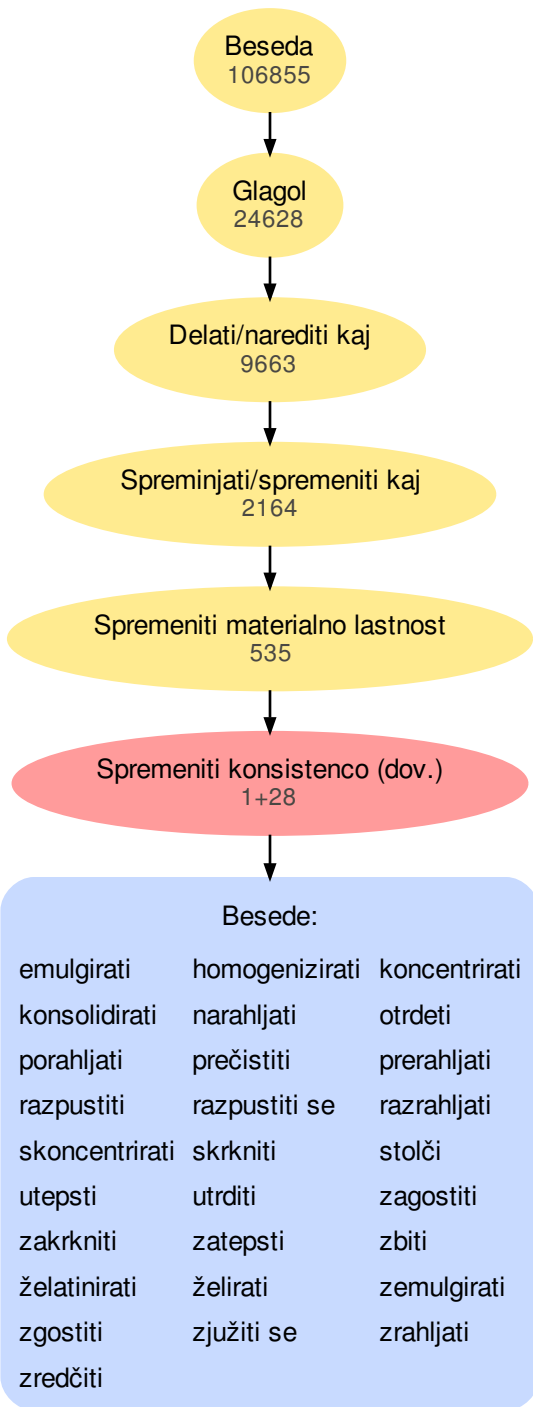 Beseda
106855
Glagol
24628
Delati/narediti kaj
9663
Spreminjati/spremeniti kaj
2164
Spremeniti materialno lastnost
535
Spremeniti konsistenco (dov.)
1+28
Besede:
emulgirati homogenizirati koncentrirati
konsolidirati narahljati otrdeti
porahljati prečistiti prerahljati
razpustiti razpustiti se razrahljati
skoncentrirati skrkniti stolči
utepsti utrditi zagostiti
zakrkniti zatepsti zbiti
želatinirati želirati zemulgirati
zgostiti zjužiti se zrahljati
zredčiti